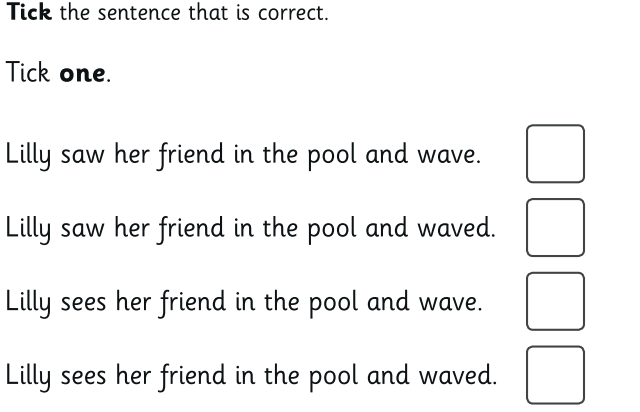 Tick the sentence that is correct.
Tick one.
Lilly saw her friend in the pool and wave.
Lilly saw her friend in the pool and waved.
Lilly sees her friend in the pool and wave.
Lilly sees her friend in the pool and waved.